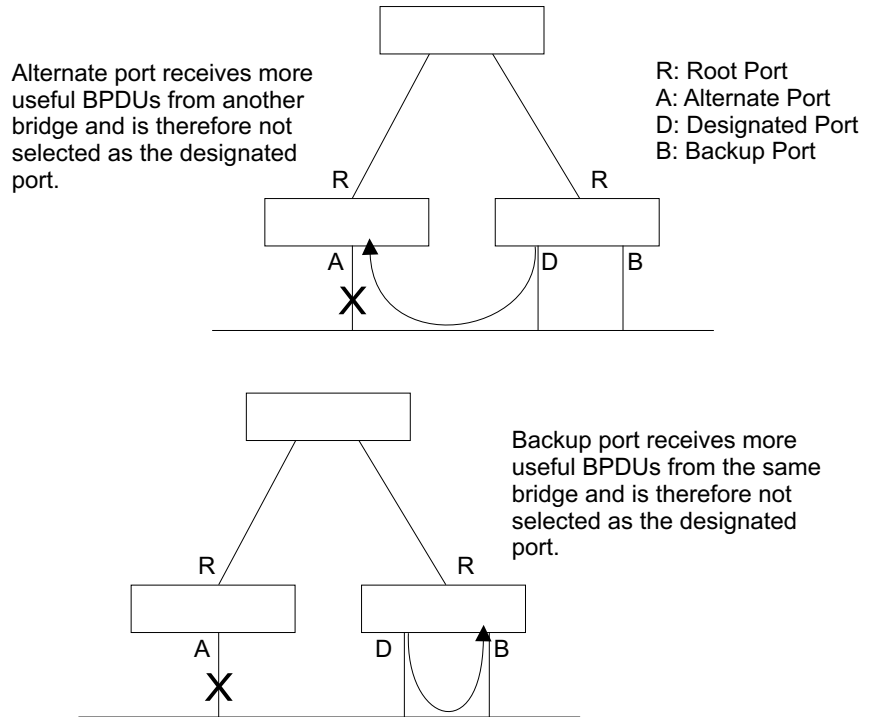 Alternate port receives more
useful BPDUs from another
bridge and is therefore not
selected as the designated
port.
R: Root Port
A: Alternate Port
D: Designated Port
B: Backup Port
R
R
A
D
B
X
Backup port receives more
useful BPDUs from the same
bridge and is therefore not
selected as the designated
port.
R
R
A
D
B
X